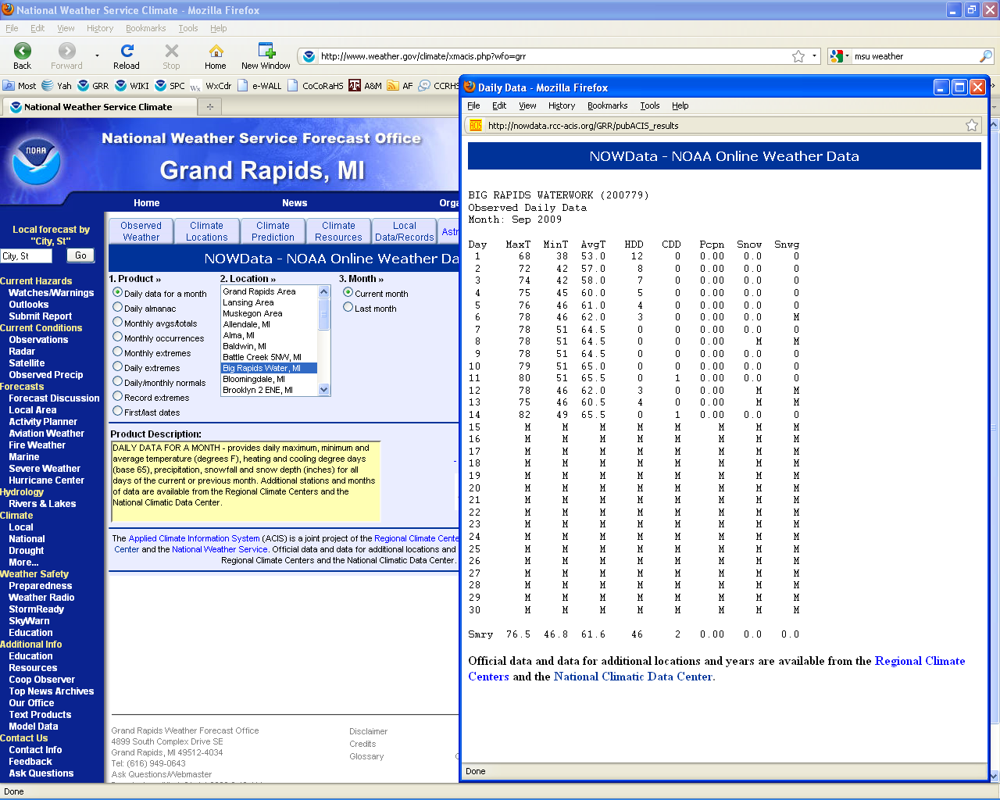 National Weather Service Climate - Mozilla Firefox
File Edit View History Bookmarks Tools Help
Back Forward Reload Stop Home New Window
http://www.weather.gov/climate/xmacis.php?wfo=grr
msu weather
Most Yah GRR WIKI SPC WxCdr e-WALL CoCoRaHS A&M AF CCRHS
National Weather Service Climate
NOAA
National Weather Service Forecast Office
Grand Rapids, MI
Home News Orga
Local forecast by
"City, St"
City, St Go
Current Hazards
Watches/Warnings
Outlooks
Submit Report
Current Conditions
Observations
Radar
Satellite
Observed Precip
Forecasts
Forecast Discussion
Local Area
Activity Planner
Aviation Weather
Fire Weather
Marine
Severe Weather
Hurricane Center
Hydrology
Rivers & Lakes
Climate
Local
National
Drought
More...
Weather Safety
Preparedness
Weather Radio
StormReady
SkyWarn
Education
Additional Info
Education
Resources
Coop Observer
Top News Archives
Our Office
Text Products
Model Data
Contact Us
Contact Info
Feedback
Ask Questions
Observed Weather
Climate Locations
Climate Prediction
Climate Resources
Local Data/Records
Astr
NOWData - NOAA Online Weather Da
1. Product »
Daily data for a month
Daily almanac
Monthly avgs/totals
Monthly occurrences
Monthly extremes
Daily extremes
Daily/monthly normals
Record extremes
First/last dates
2. Location »
Grand Rapids Area
Lansing Area
Muskegon Area
Allendale, MI
Alma, MI
Baldwin, MI
Battle Creek 5NW, MI
Big Rapids Water, MI
Bloomingdale, MI
Brooklyn 2 ENE, MI
3. Month »
Current month
Last month
Product Description:
DAILY DATA FOR A MONTH - provides daily maximum, minimum and
average temperature (degrees F), heating and cooling degree days
(base 65), precipitation, snowfall and snow depth (inches) for all
days of the current or previous month. Additional stations and months
of data are available from the Regional Climate Centers and the
National Climatic Data Center.
The Applied Climate Information System (ACIS) is a joint project of the Regional Climate Cente
Center and the National Weather Service. Official data and data for additional locations and
Regional Climate Centers and the National Climatic Data Center.
Grand Rapids Weather Forecast Office
4899 South Complex Drive SE
Grand Rapids, MI 49512-4034
Tel: (616) 949-0643
Ask Questions/Webmaster
Disclaimer
Credits
Glossary
Done
Daily Data - Mozilla Firefox
File Edit View History Bookmarks Tools Help
ACIS http://nowdata.rcc-acis.org/GRR/pubACIS_results
NOWData - NOAA Online Weather Data
BIG RAPIDS WATERWORK (200779)
Observed Daily Data
Month: Sep 2009
Day MaxT MinT AvgT HDD CDD Pcpn Snow Snwg
1 68 38 53.0 12 0 0.00 0.0 0
2 72 42 57.0 8 0 0.00 0.0 0
3 74 42 58.0 7 0 0.00 0.0 0
4 75 45 60.0 5 0 0.00 0.0 0
5 76 46 61.0 4 0 0.00 0.0 0
6 78 46 62.0 3 0 0.00 0.0 M
7 78 51 64.5 0 0 0.00 0.0 0
8 78 51 64.5 0 0 0.00 M M
9 78 51 64.5 0 0 0.00 0.0 0
10 79 51 65.0 0 0 0.00 0.0 0
11 80 51 65.5 0 1 0.00 0.0 0
12 78 46 62.0 3 0 0.00 M M
13 75 46 60.5 4 0 0.00 M M
14 82 49 65.5 0 1 0.00 0.0 0
15 M M M M M M M M
16 M M M M M M M M
17 M M M M M M M M
18 M M M M M M M M
19 M M M M M M M M
20 M M M M M M M M
21 M M M M M M M M
22 M M M M M M M M
23 M M M M M M M M
24 M M M M M M M M
25 M M M M M M M M
26 M M M M M M M M
27 M M M M M M M M
28 M M M M M M M M
29 M M M M M M M M
30 M M M M M M M M
Smry 76.5 46.8 61.6 46 2 0.00 0.0 0.0
Official data and data for additional locations and years are available from the Regional Climate
Centers and the National Climatic Data Center.
Done